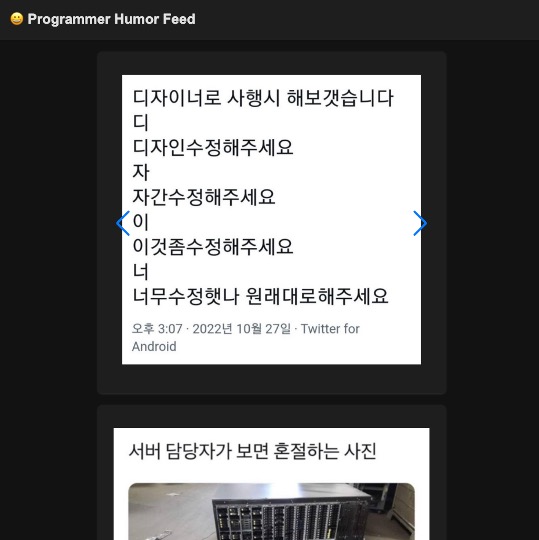 😀 Programmer Humor Feed
디자이너로 사행시 해보갯습니다
디
디자인수정해주세요
자
자간수정해주세요
이
이것좀수정해주세요
너
너무수정햇나 원래대로해주세요
오후 3:07 · 2022년 10월 27일 · Twitter for
Android
서버 담당자가 보면 혼절하는 사진